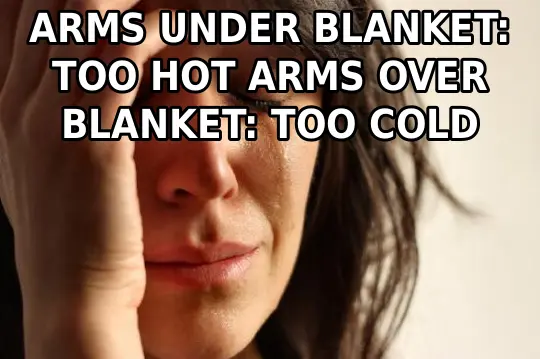 ARMS UNDER BLANKET:
TOO HOT ARMS OVER
BLANKET: TOO COLD